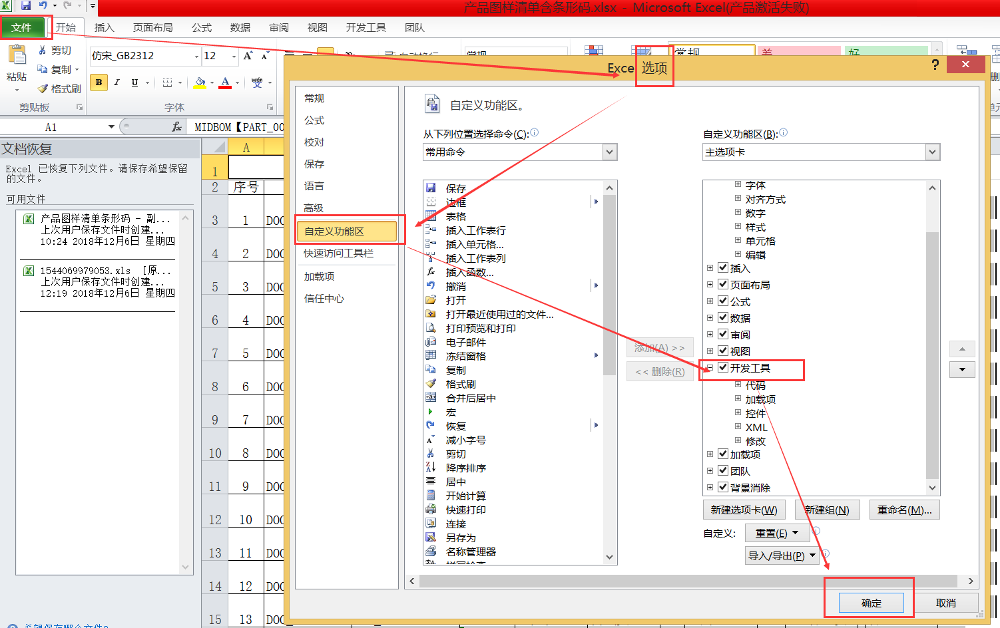 产品图样清单含条形码.xlsx - Microsoft Excel(产品激活失败)
文件 开始 插入 页面布局 公式 数据 审阅 视图 开发工具 团队
剪切
复制
格式刷
粘贴
剪贴板
仿宋_GB2312 12
B I U
字体
自动换行
常规
常规 差 好
A1 fx MIDBOM【PART_00
文档恢复
Excel 已恢复下列文件。请保存希望保留
的文件。
可用文件
产品图样清单条形码 - 副...
上次用户保存文件时创建...
10:24 2018年12月6日 星期四
1544069979053.xls [原...
上次用户保存文件时创建...
12:19 2018年12月6日 星期四
希望保存哪个文件?
A
1
2 序号
3 1 DOC
4 2 DOC
5 3 DOC
6 4 DOC
7 5 DOC
8 6 DOC
9 7 DOC
10 8 DOC
11 9 DOC
12 10 DOC
13 11 DOC
14 12 DOC
15 13 DOC_
Excel 选项
常规
公式
校对
保存
语言
高级
自定义功能区
快速访问工具栏
加载项
信任中心
自定义功能区。
从下列位置选择命令(C):
常用命令
保存
边框
表格
插入工作表行
插入单元格...
插入工作表列
插入函数...
撤消
打开
打开最近使用过的文件...
打印预览和打印
电子邮件
冻结窗格
复制
格式刷
合并后居中
宏
恢复
减小字号
剪切
降序排序
居中
开始计算
快速打印
连接
另存为
名称管理器
拼写检查
添加(A) >>
<< 删除(R)
自定义功能区(B):
主选项卡
字体
对齐方式
数字
样式
单元格
编辑
插入
页面布局
公式
数据
审阅
视图
开发工具
代码
加载项
控件
XML
修改
加载项
团队
背景消除
新建选项卡(W) 新建组(N) 重命名(M)...
自定义: 重置(E)
导入/导出(P)
确定 取消